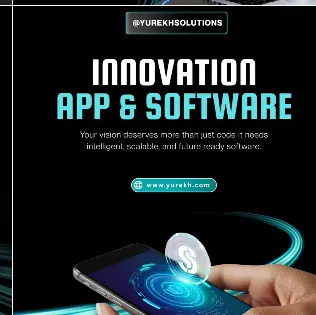 @YUREKHSOLUTIONS
INNOVATION
APP & SOFTWARE
Your vision deserves more than just code it needs
intelligent, scalable, and future ready software.
www.yurekh.com
S